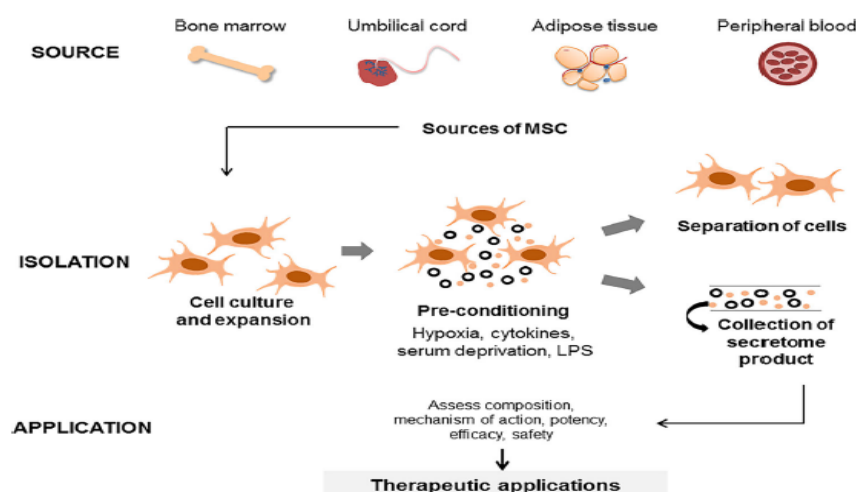 Bone marrow
Umbilical cord
Adipose tissue
Peripheral blood
SOURCE
Sources of MSC
Separation of cells
ISOLATION
Cell culture
and expansion
Pre-conditioning
Hypoxia, cytokines,
serum deprivation, LPS
Collection of
secretome
product
APPLICATION
Assess composition,
mechanism of action, potency,
efficacy, safety
Therapeutic applications